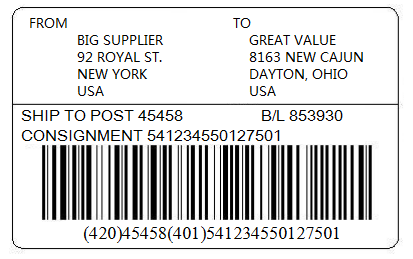 FROM
BIG SUPPLIER
92 ROYAL ST.
NEW YORK
USA
TO
GREAT VALUE
8163 NEW CAJUN
DAYTON, OHIO
USA
SHIP TO POST 45458 B/L 853930
CONSIGNMENT 541234550127501
(420)45458(401)541234550127501